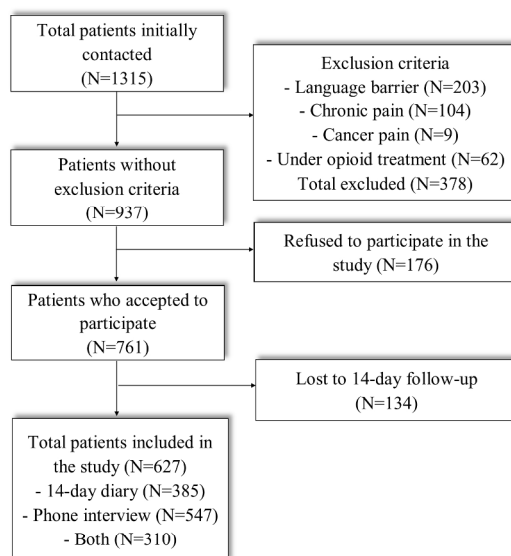 Total patients initially
contacted
(N=1315)
Exclusion criteria
- Language barrier (N=203)
- Chronic pain (N=104)
- Cancer pain (N=9)
- Under opioid treatment (N=62)
Total excluded (N=378)
Patients without
exclusion criteria
(N=937)
Refused to participate in the
study (N=176)
Patients who accepted to
participate
(N=761)
Lost to 14-day follow-up
(N=134)
Total patients included in
the study (N=627)
- 14-day diary (N=385)
- Phone interview (N=547)
- Both (N=310)